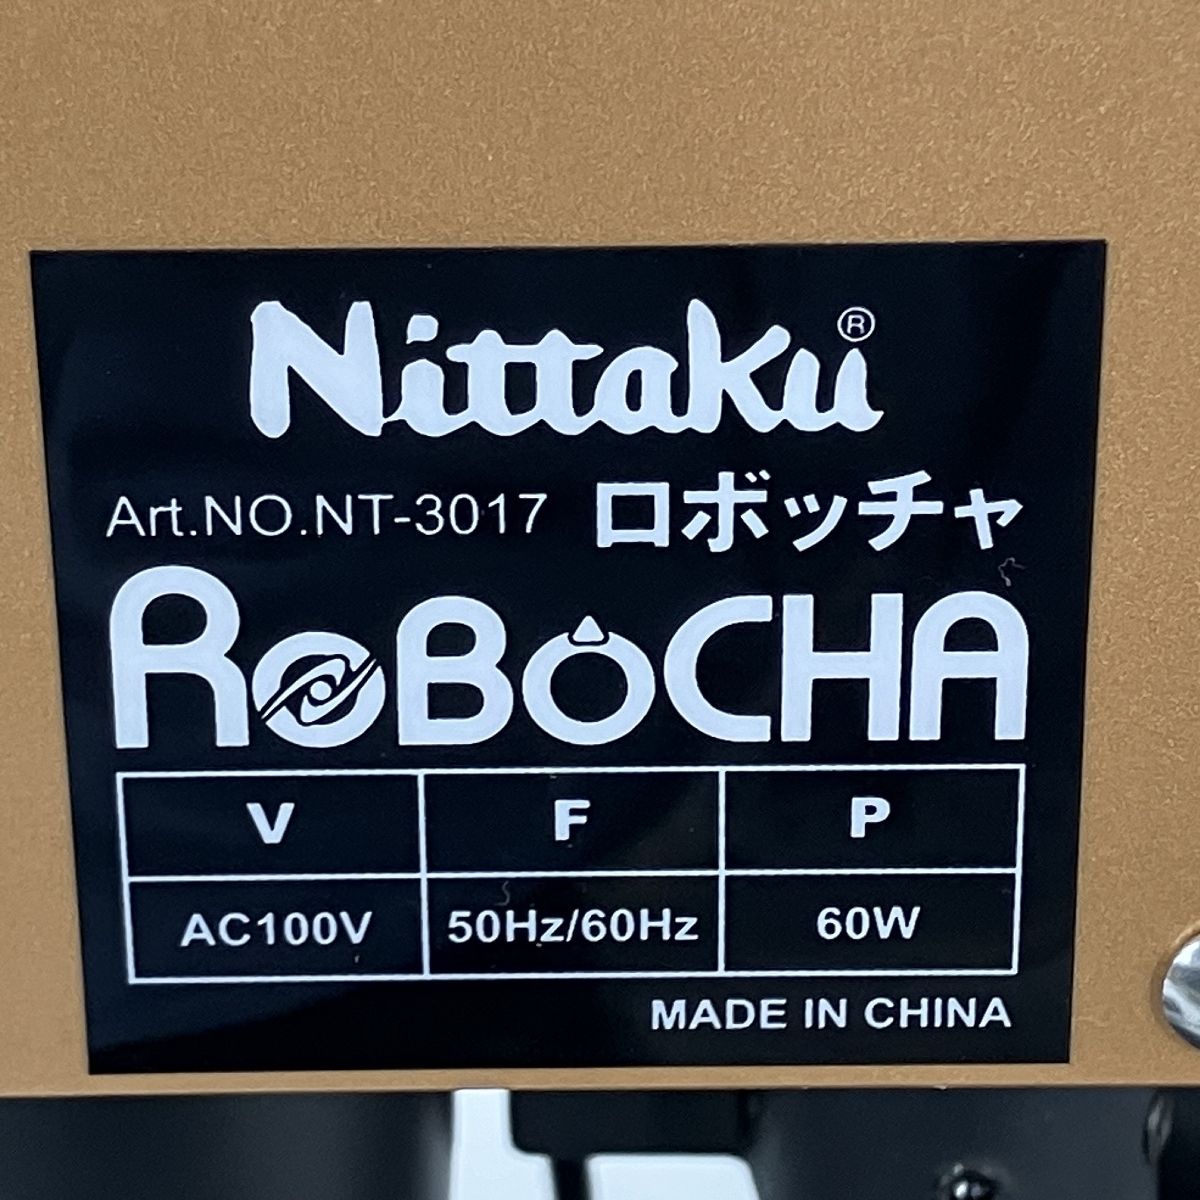 Nittaku®
Art.NO.NT-3017 ロボッチャ
ROBOCHA
V F P
AC100V 50Hz/60Hz 60W
MADE IN CHINA